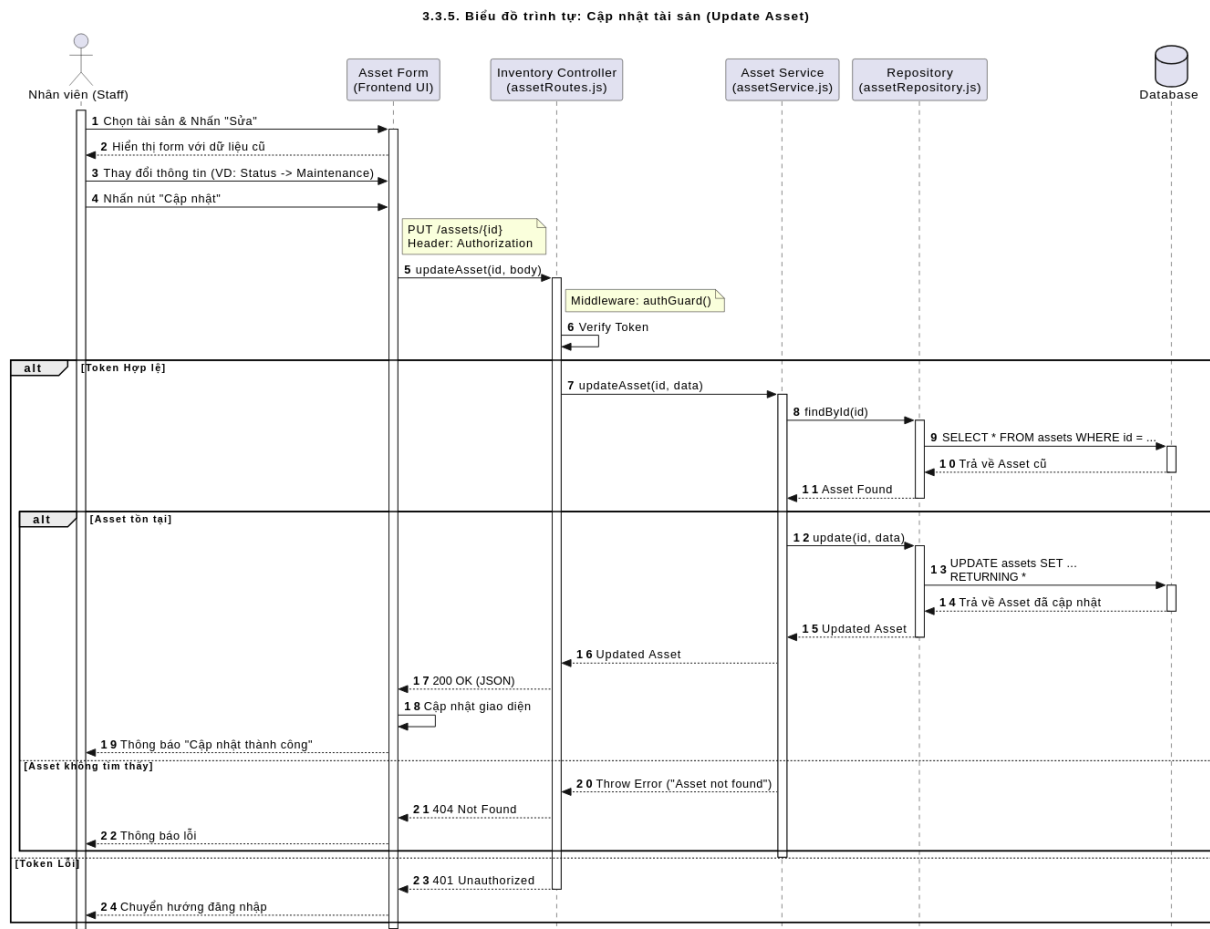 3.3.5. Biểu đồ trình tự: Cập nhật tài sản (Update Asset)
Nhân viên (Staff)
Asset Form
(Frontend UI)
Inventory Controller
(assetRoutes.js)
Asset Service
(assetService.js)
Repository
(assetRepository.js)
Database
1 Chọn tài sản & Nhấn "Sửa"
2 Hiển thị form với dữ liệu cũ
3 Thay đổi thông tin (VD: Status -> Maintenance)
4 Nhấn nút "Cập nhật"
PUT /assets/{id}
Header: Authorization
5 updateAsset(id, body)
Middleware: authGuard()
6 Verify Token
alt [Token Hợp lệ]
7 updateAsset(id, data)
8 findById(id)
9 SELECT * FROM assets WHERE id = ...
10 Trả về Asset cũ
11 Asset Found
alt [Asset tồn tại]
12 update(id, data)
13 UPDATE assets SET ...
RETURNING *
14 Trả về Asset đã cập nhật
15 Updated Asset
16 Updated Asset
17 200 OK (JSON)
18 Cập nhật giao diện
19 Thông báo "Cập nhật thành công"
[Asset không tìm thấy]
20 Throw Error ("Asset not found")
21 404 Not Found
22 Thông báo lỗi
[Token Lỗi]
23 401 Unauthorized
24 Chuyển hướng đăng nhập